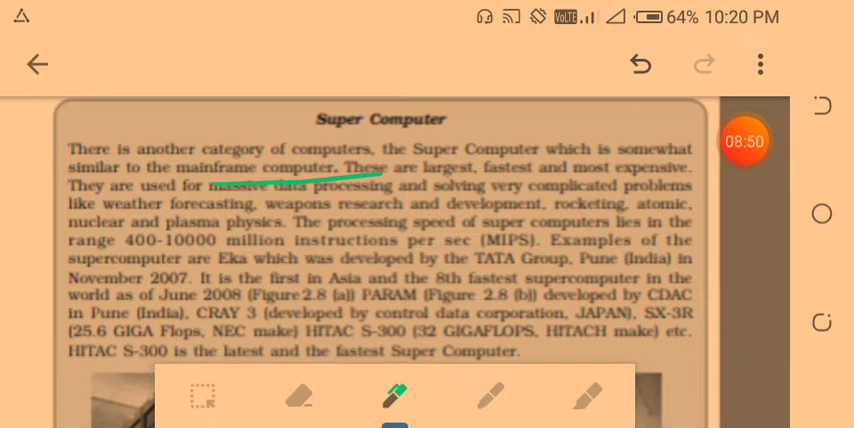 VoLTE 64% 10:20 PM
Super Computer
08:50
There is another category of computers, the Super Computer which is somewhat
similar to the mainframe computer. These are largest, fastest and most expensive.
They are used for massive data processing and solving very complicated problems
like weather forecasting, weapons research and development, rocketing, atomic,
nuclear and plasma physics. The processing speed of super computers lies in the
range 400-10000 million instructions per sec (MIPS). Examples of the
supercomputer are Eka which was developed by the TATA Group, Pune (India) in
November 2007. It is the first in Asia and the 8th fastest supercomputer in the
world as of June 2008 (Figure 2.8 (a)) PARAM (Figure 2.8 (b)) developed by CDAC
in Pune (India), CRAY 3 (developed by control data corporation, JAPAN), SX-3R
(25.6 GIGA Flops, NEC make) HITAC S-300 (32 GIGAFLOPS, HITACH make) etc.
HITAC S-300 is the latest and the fastest Super Computer.